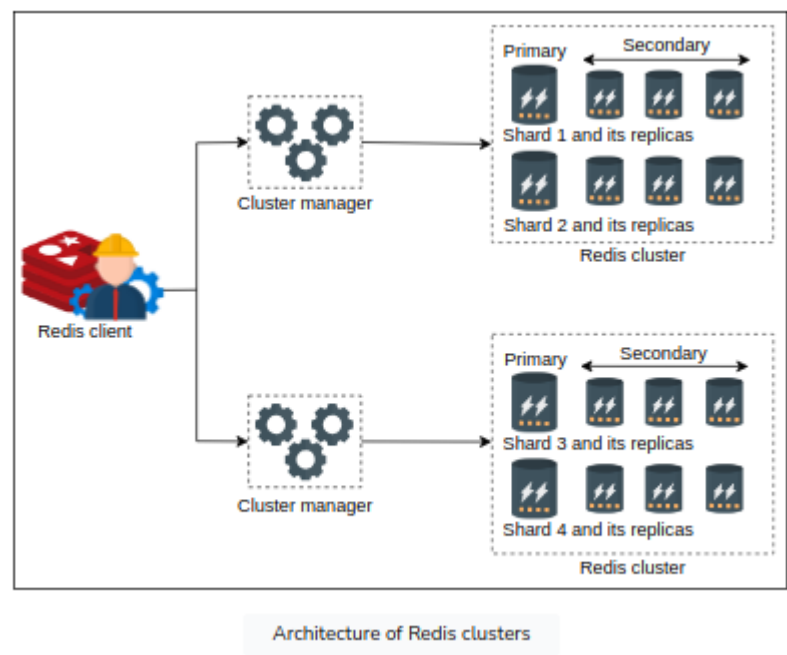 Primary
Secondary
Shard 1 and its replicas
Shard 2 and its replicas
Redis cluster
Cluster manager
Redis client
Primary
Secondary
Shard 3 and its replicas
Shard 4 and its replicas
Redis cluster
Cluster manager
Architecture of Redis clusters